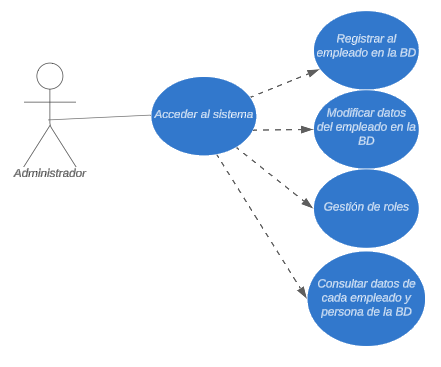 Registrar al
empleado en la BD
Acceder al sistema
Modificar datos
del empleado en la
BD
Administrador
Gestión de roles
Consultar datos de
cada empleado y
persona de la BD